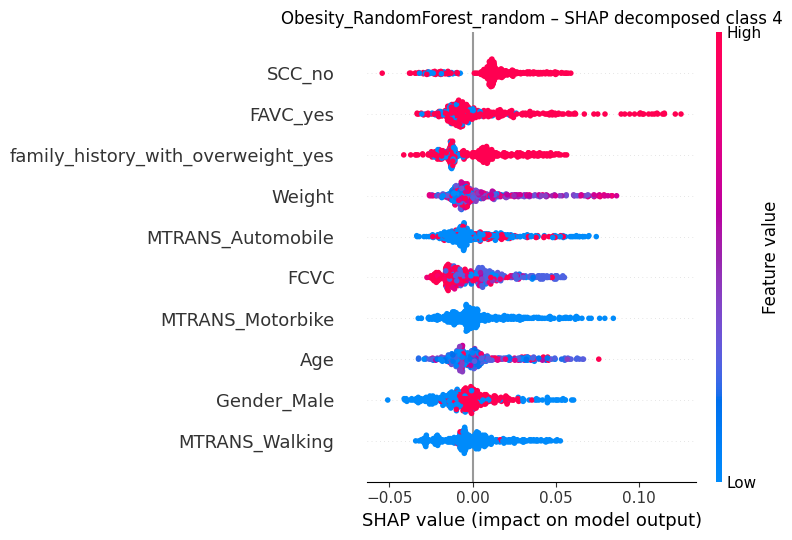 Obesity_RandomForest_random – SHAP decomposed class 4
High
SCC_no
FAVC_yes
family_history_with_overweight_yes
Weight
MTRANS_Automobile
FCVC
MTRANS_Motorbike
Age
Gender_Male
MTRANS_Walking
Feature value
Low
−0.05 0.00 0.05 0.10
SHAP value (impact on model output)